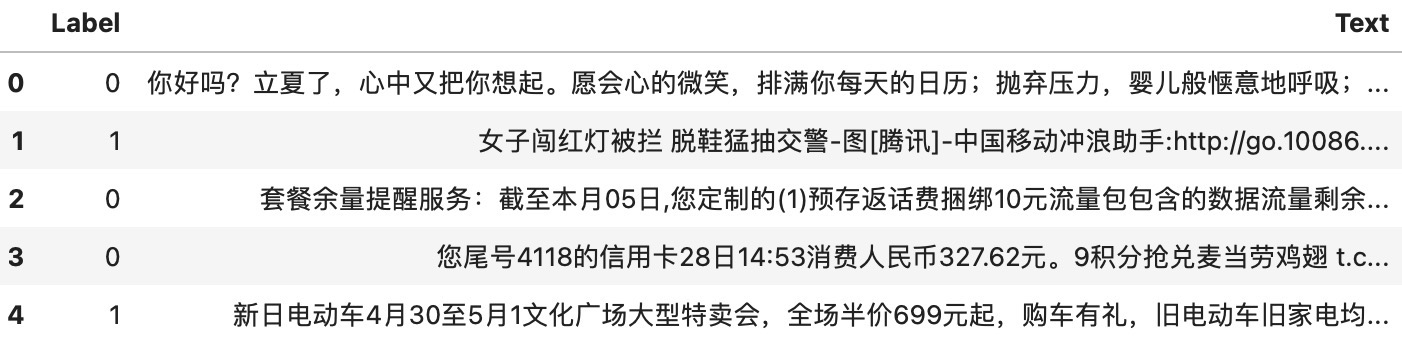 Label Text
0 0 你好吗？立夏了，心中又把你想起。愿会心的微笑，排满你每天的日历；抛弃压力，婴儿般惬意地呼吸；...
1 1 女子闯红灯被拦 脱鞋猛抽交警-图[腾讯]-中国移动冲浪助手:http://go.10086....
2 0 套餐余量提醒服务：截至本月05日,您定制的(1)预存返话费捆绑10元流量包包含的数据流量剩余...
3 0 您尾号4118的信用卡28日14:53消费人民币327.62元。9积分抢兑麦当劳鸡翅 t.c...
4 1 新日电动车4月30至5月1文化广场大型特卖会，全场半价699元起，购车有礼，旧电动车旧家电均...